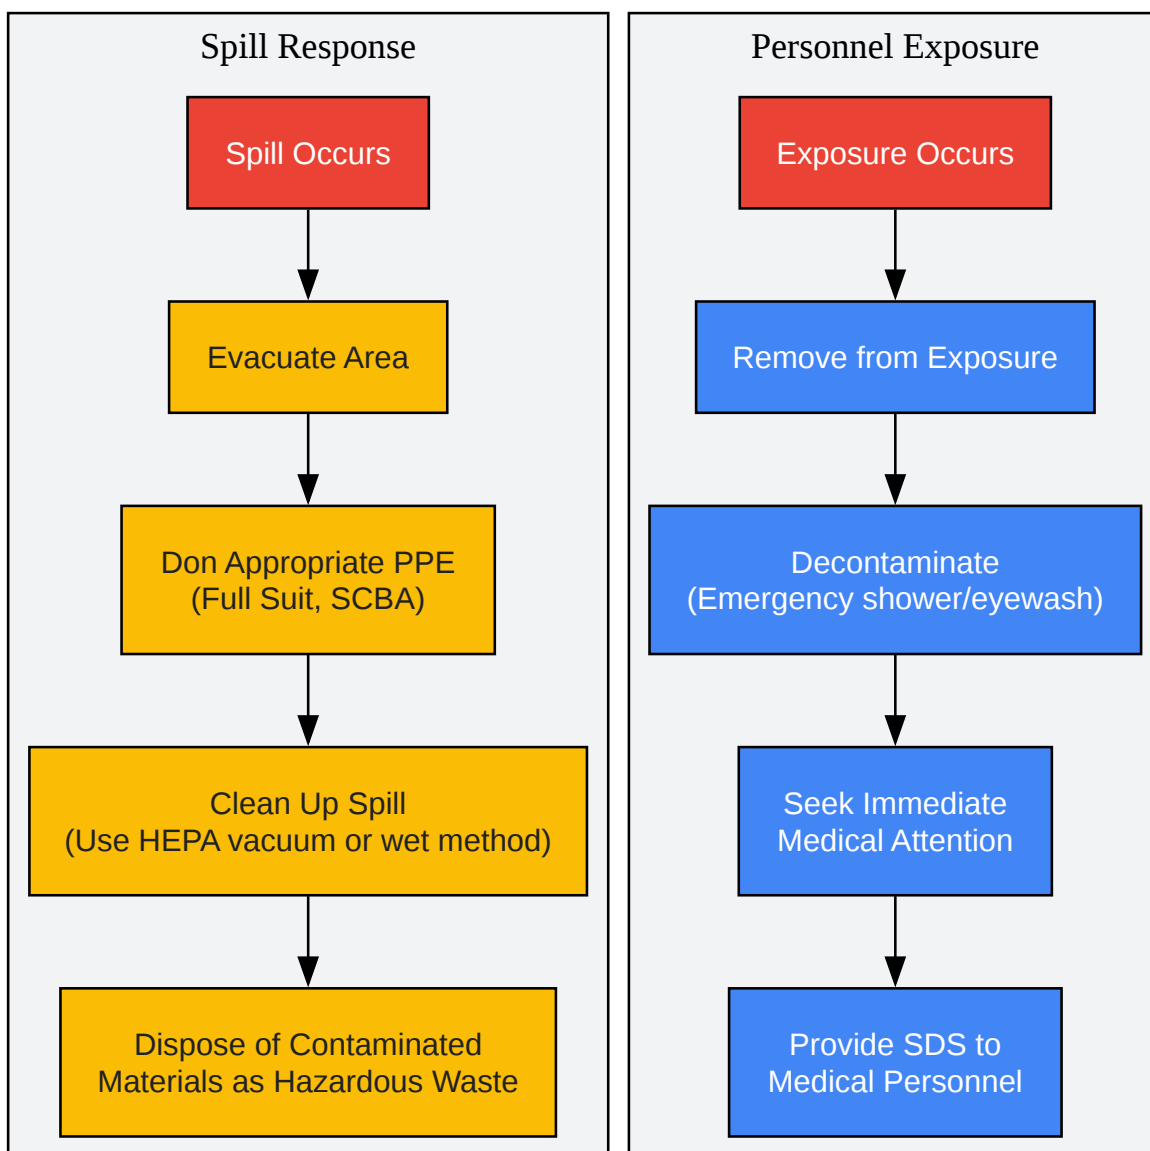 Spill Response
Spill Occurs
Evacuate Area
Don Appropriate PPE
(Full Suit, SCBA)
Clean Up Spill
(Use HEPA vacuum or wet method)
Dispose of Contaminated
Materials as Hazardous Waste
Personnel Exposure
Exposure Occurs
Remove from Exposure
Decontaminate
(Emergency shower/eyewash)
Seek Immediate
Medical Attention
Provide SDS to
Medical Personnel